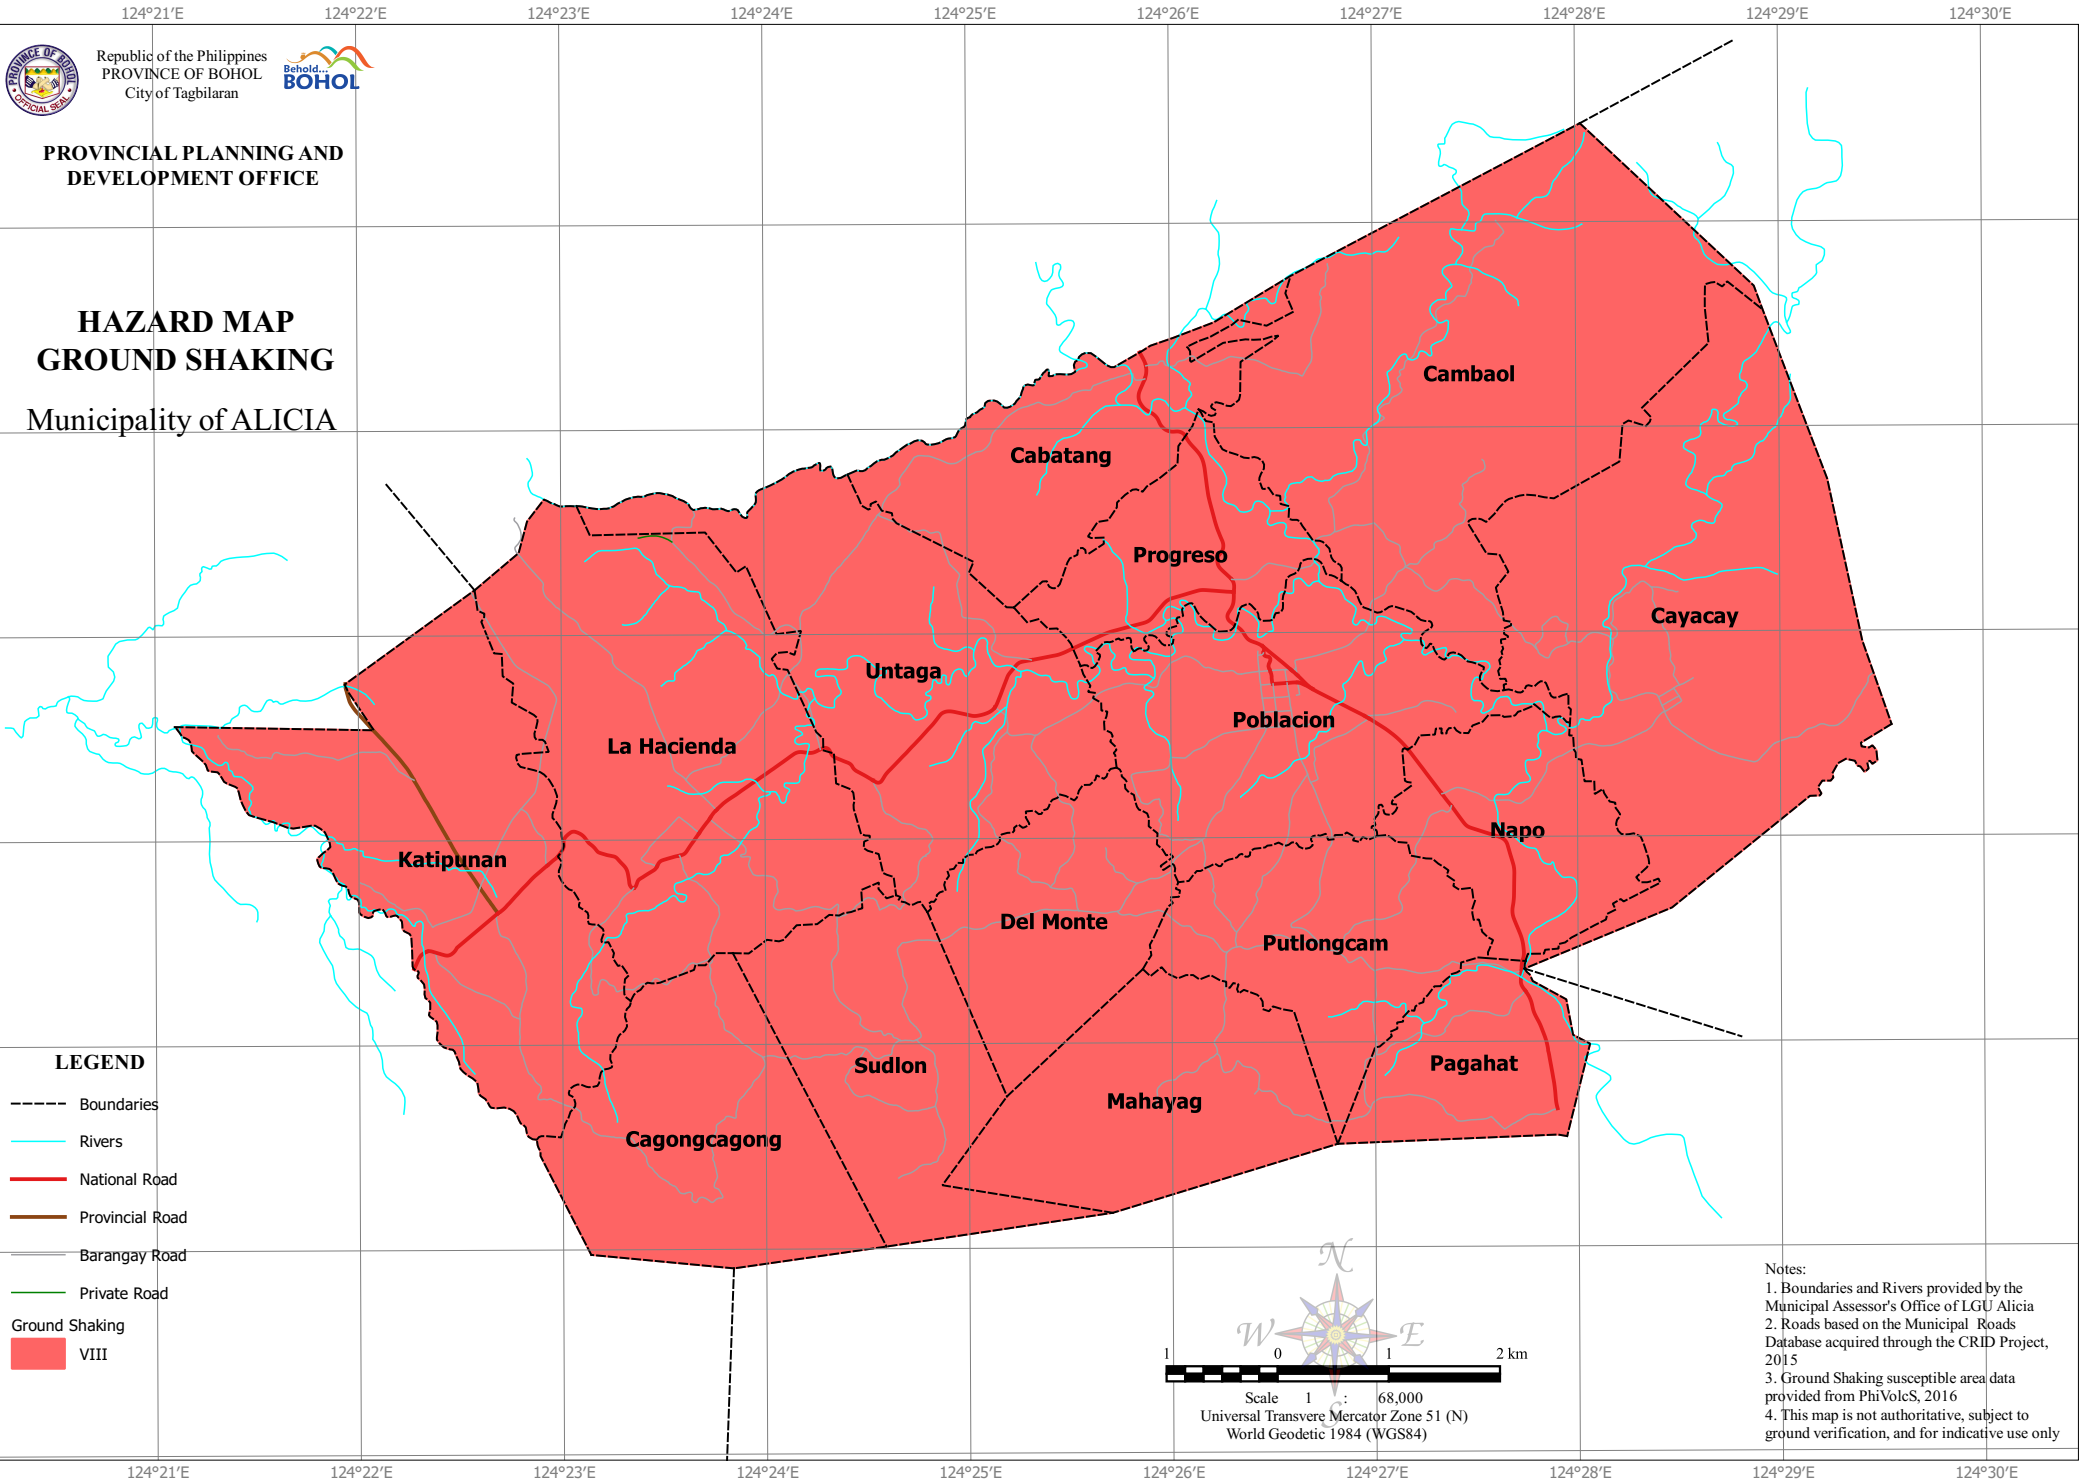 124°21′E 124°22′E 124°23′E 124°24′E 124°25′E 124°26′E 124°27′E 124°28′E 124°29′E 124°30′E
PROVINCE OF BOHOL
OFFICIAL SEAL
Republic of the Philippines
PROVINCE OF BOHOL
City of Tagbilaran
Behold...
BOHOL
PROVINCIAL PLANNING AND
DEVELOPMENT OFFICE
HAZARD MAP
GROUND SHAKING
Municipality of ALICIA
Cambaol
Cabatang
Progreso
Cayacay
Untaga
Poblacion
La Hacienda
Napo
Katipunan
Del Monte
Putlongcam
Sudlon
Pagahat
Mahayag
Cagongcagong
LEGEND
Boundaries
Rivers
National Road
Provincial Road
Barangay Road
Private Road
Ground Shaking
VIII
N
W E
S
1 0 1 2 km
Scale 1 : 68,000
Universal Transvere Mercator Zone 51 (N)
World Geodetic 1984 (WGS84)
Notes:
1. Boundaries and Rivers provided by the
Municipal Assessor's Office of LGU Alicia
2. Roads based on the Municipal Roads
Database acquired through the CRID Project,
2015
3. Ground Shaking susceptible area data
provided from PhiVolcS, 2016
4. This map is not authoritative, subject to
ground verification, and for indicative use only
124°21′E 124°22′E 124°23′E 124°24′E 124°25′E 124°26′E 124°27′E 124°28′E 124°29′E 124°30′E